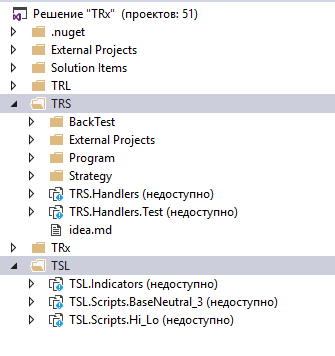 Решение "TRx" (проектов: 51)
.nuget
External Projects
Solution Items
TRL
TRS
BackTest
External Projects
Program
Strategy
TRS.Handlers (недоступно)
TRS.Handlers.Test (недоступно)
idea.md
TRx
TSL
TSL.Indicators (недоступно)
TSL.Scripts.BaseNeutral_3 (недоступно)
TSL.Scripts.Hi_Lo (недоступно)